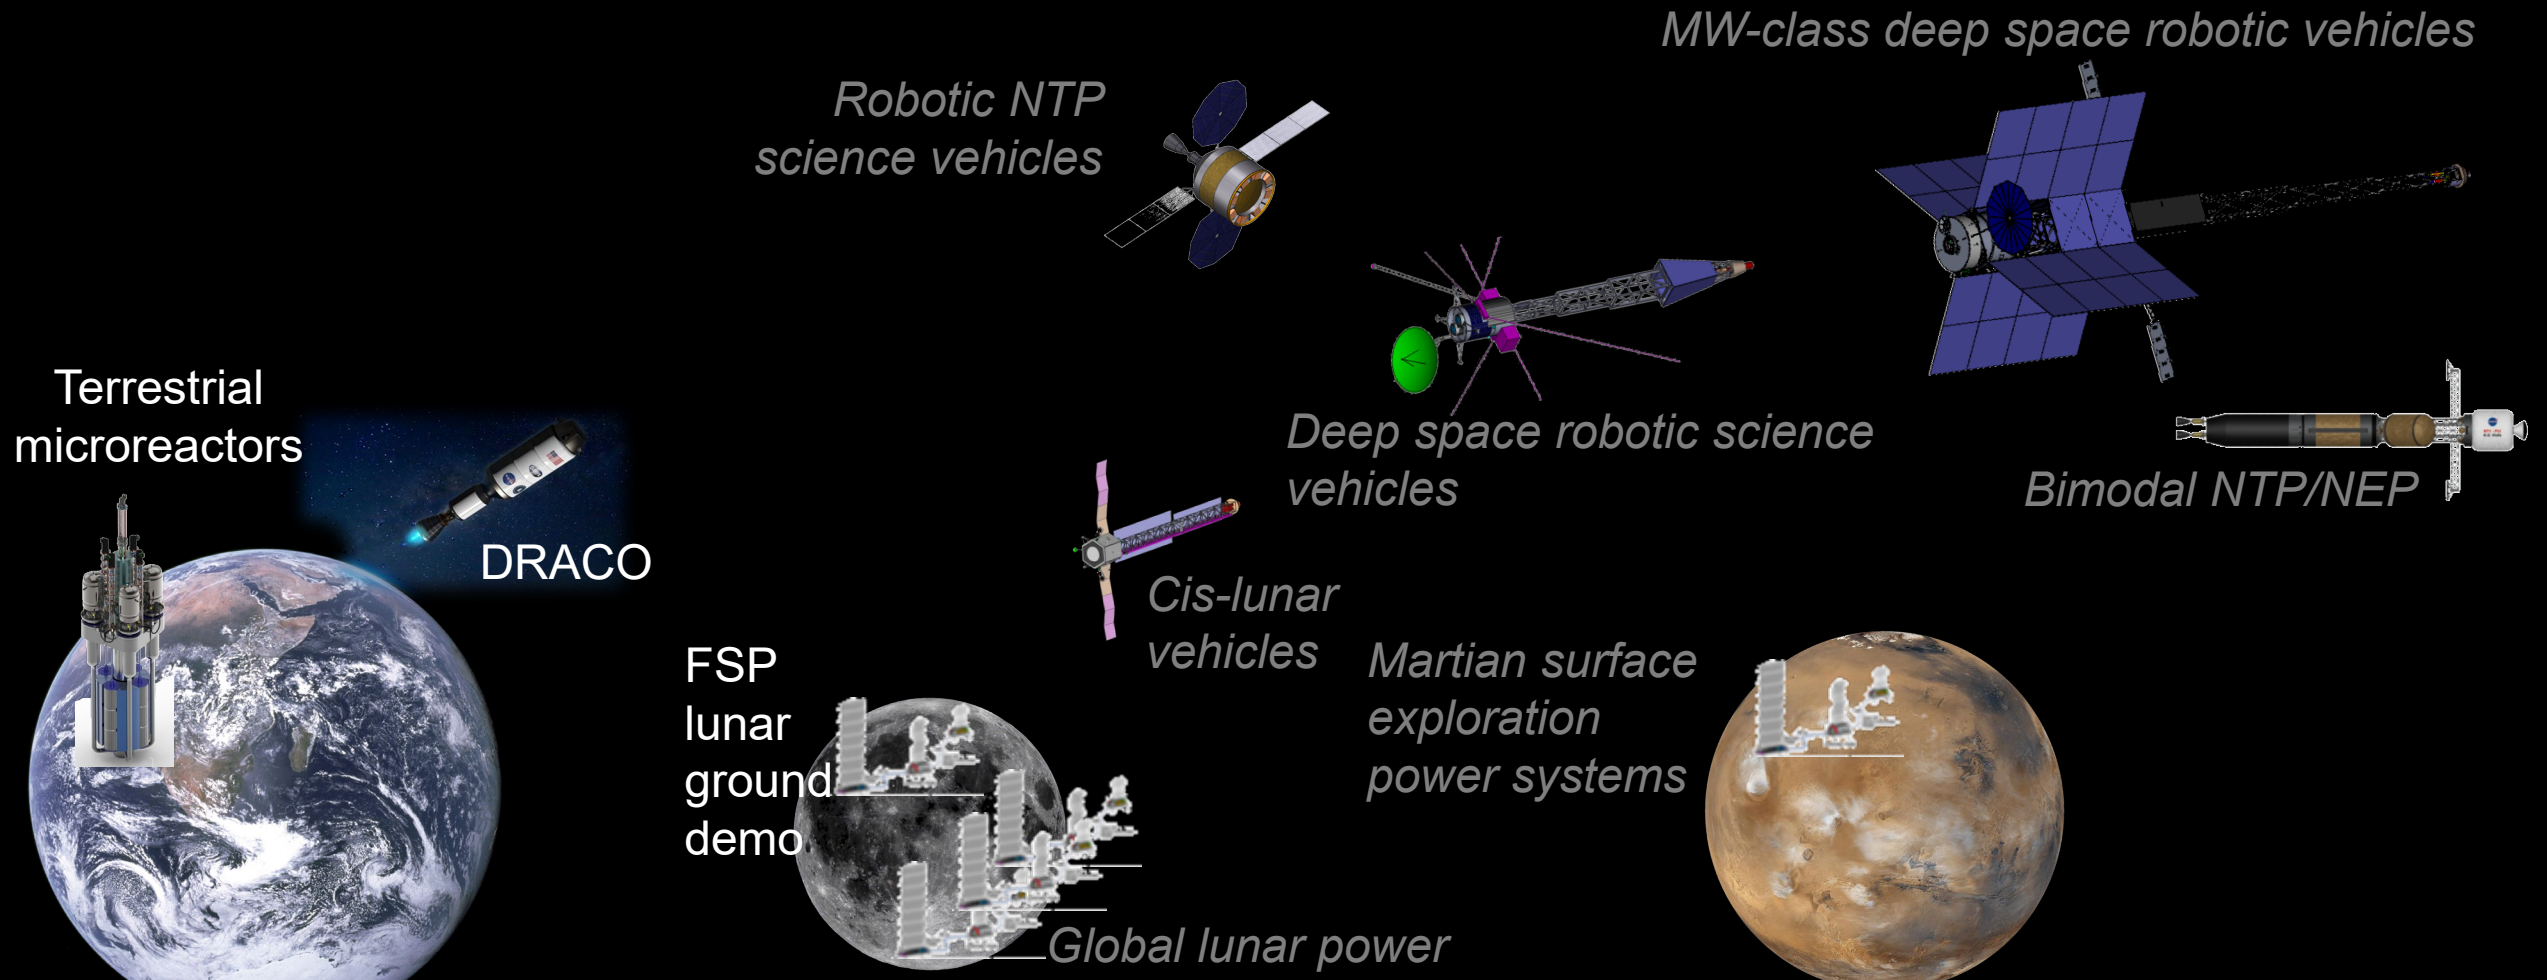 MW-class deep space robotic vehicles
Robotic NTP
science vehicles
Terrestrial
microreactors
DRACO
Deep space robotic science
vehicles
Bimodal NTP/NEP
Cis-lunar
vehicles
FSP
lunar
ground
demo
Martian surface
exploration
power systems
Global lunar power